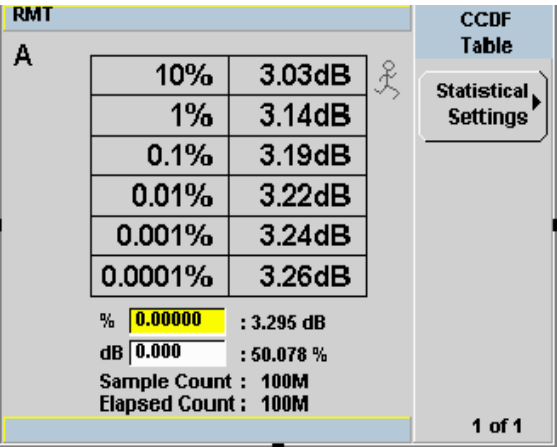 RMT
A
10% 3.03dB
1% 3.14dB
0.1% 3.19dB
0.01% 3.22dB
0.001% 3.24dB
0.0001% 3.26dB
% 0.00000 : 3.295 dB
dB 0.000 : 50.078 %
Sample Count : 100M
Elapsed Count : 100M
CCDF
Table
Statistical
Settings
1 of 1